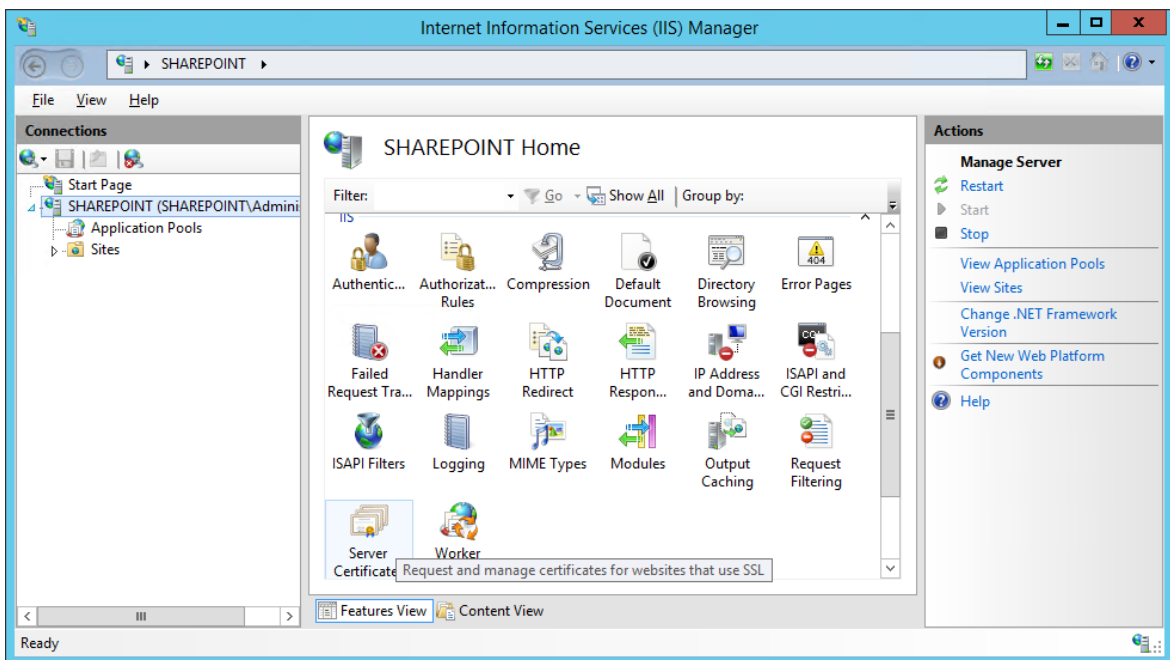 Internet Information Services (IIS) Manager
SHAREPOINT
File View Help
Connections
Start Page
SHAREPOINT (SHAREPOINT\Admini
Application Pools
Sites
SHAREPOINT Home
Filter: Go Show All Group by:
IIS
Authentic... Authorizat... Compression Default Directory Error Pages
Rules Document Browsing
404
Failed Handler HTTP HTTP IP Address ISAPI and
Request Tra... Mappings Redirect Respon... and Doma... CGI Restri...
ISAPI Filters Logging MIME Types Modules Output Request
Caching Filtering
Server Worker
Certificate
Request and manage certificates for websites that use SSL
Features View Content View
Actions
Manage Server
Restart
Start
Stop
View Application Pools
View Sites
Change .NET Framework
Version
Get New Web Platform
Components
Help
Ready